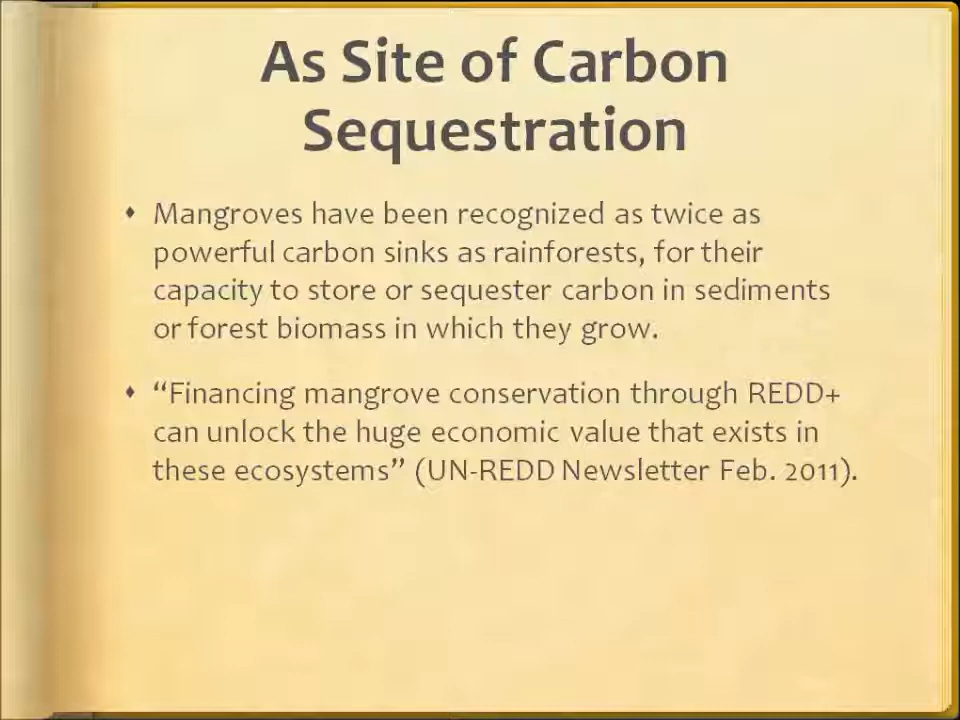 As Site of Carbon
Sequestration
Mangroves have been recognized as twice as
powerful carbon sinks as rainforests, for their
capacity to store or sequester carbon in sediments
or forest biomass in which they grow.
“Financing mangrove conservation through REDD+
can unlock the huge economic value that exists in
these ecosystems” (UN-REDD Newsletter Feb. 2011).